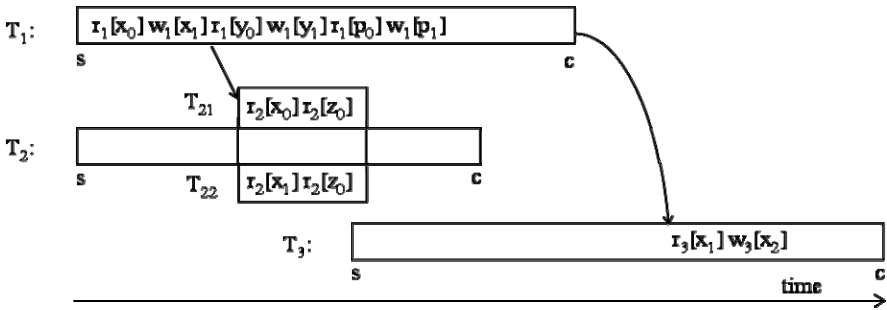 T₁: r₁[x₀] w₁[x₁] r₁[y₀] w₁[y₁] r₁[p₀] w₁[p₁]
s c
T₂₁ r₂[x₀] r₂[z₀]
T₂:
s c
T₂₂ r₂[x₁] r₂[z₀]
T₃: r₃[x₁] w₃[x₂]
s c
time